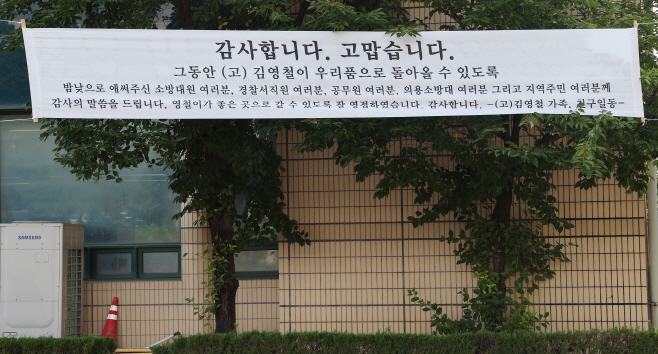 감사합니다. 고맙습니다.
그동안 (고) 김영철이 우리품으로 돌아올 수 있도록
밤낮으로 애써주신 소방대원 여러분, 경찰서직원 여러분, 공무원 여러분, 의용소방대 여러분 그리고 지역주민 여러분께
감사의 말씀을 드립니다. 영철이가 좋은 곳으로 갈 수 있도록 잘 영접하였습니다. 감사합니다. -(고)김영철 가족, 친구일동-
SAMSUNG